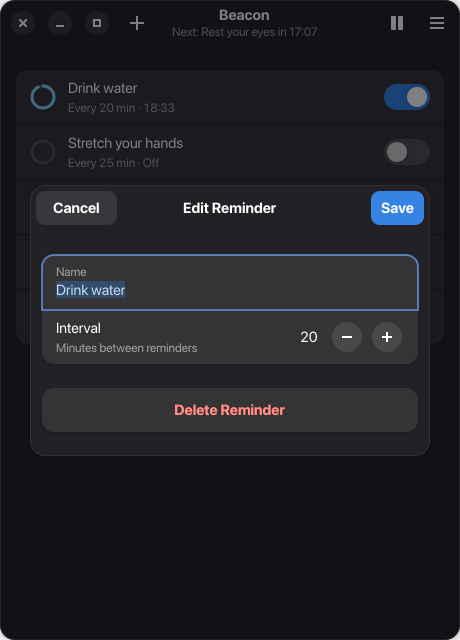 Beacon
Next: Rest your eyes in 17:07
Drink water
Every 20 min · 18:33
Stretch your hands
Every 25 min · Off
Cancel
Edit Reminder
Save
Name
Drink water
Interval
Minutes between reminders
20
Delete Reminder